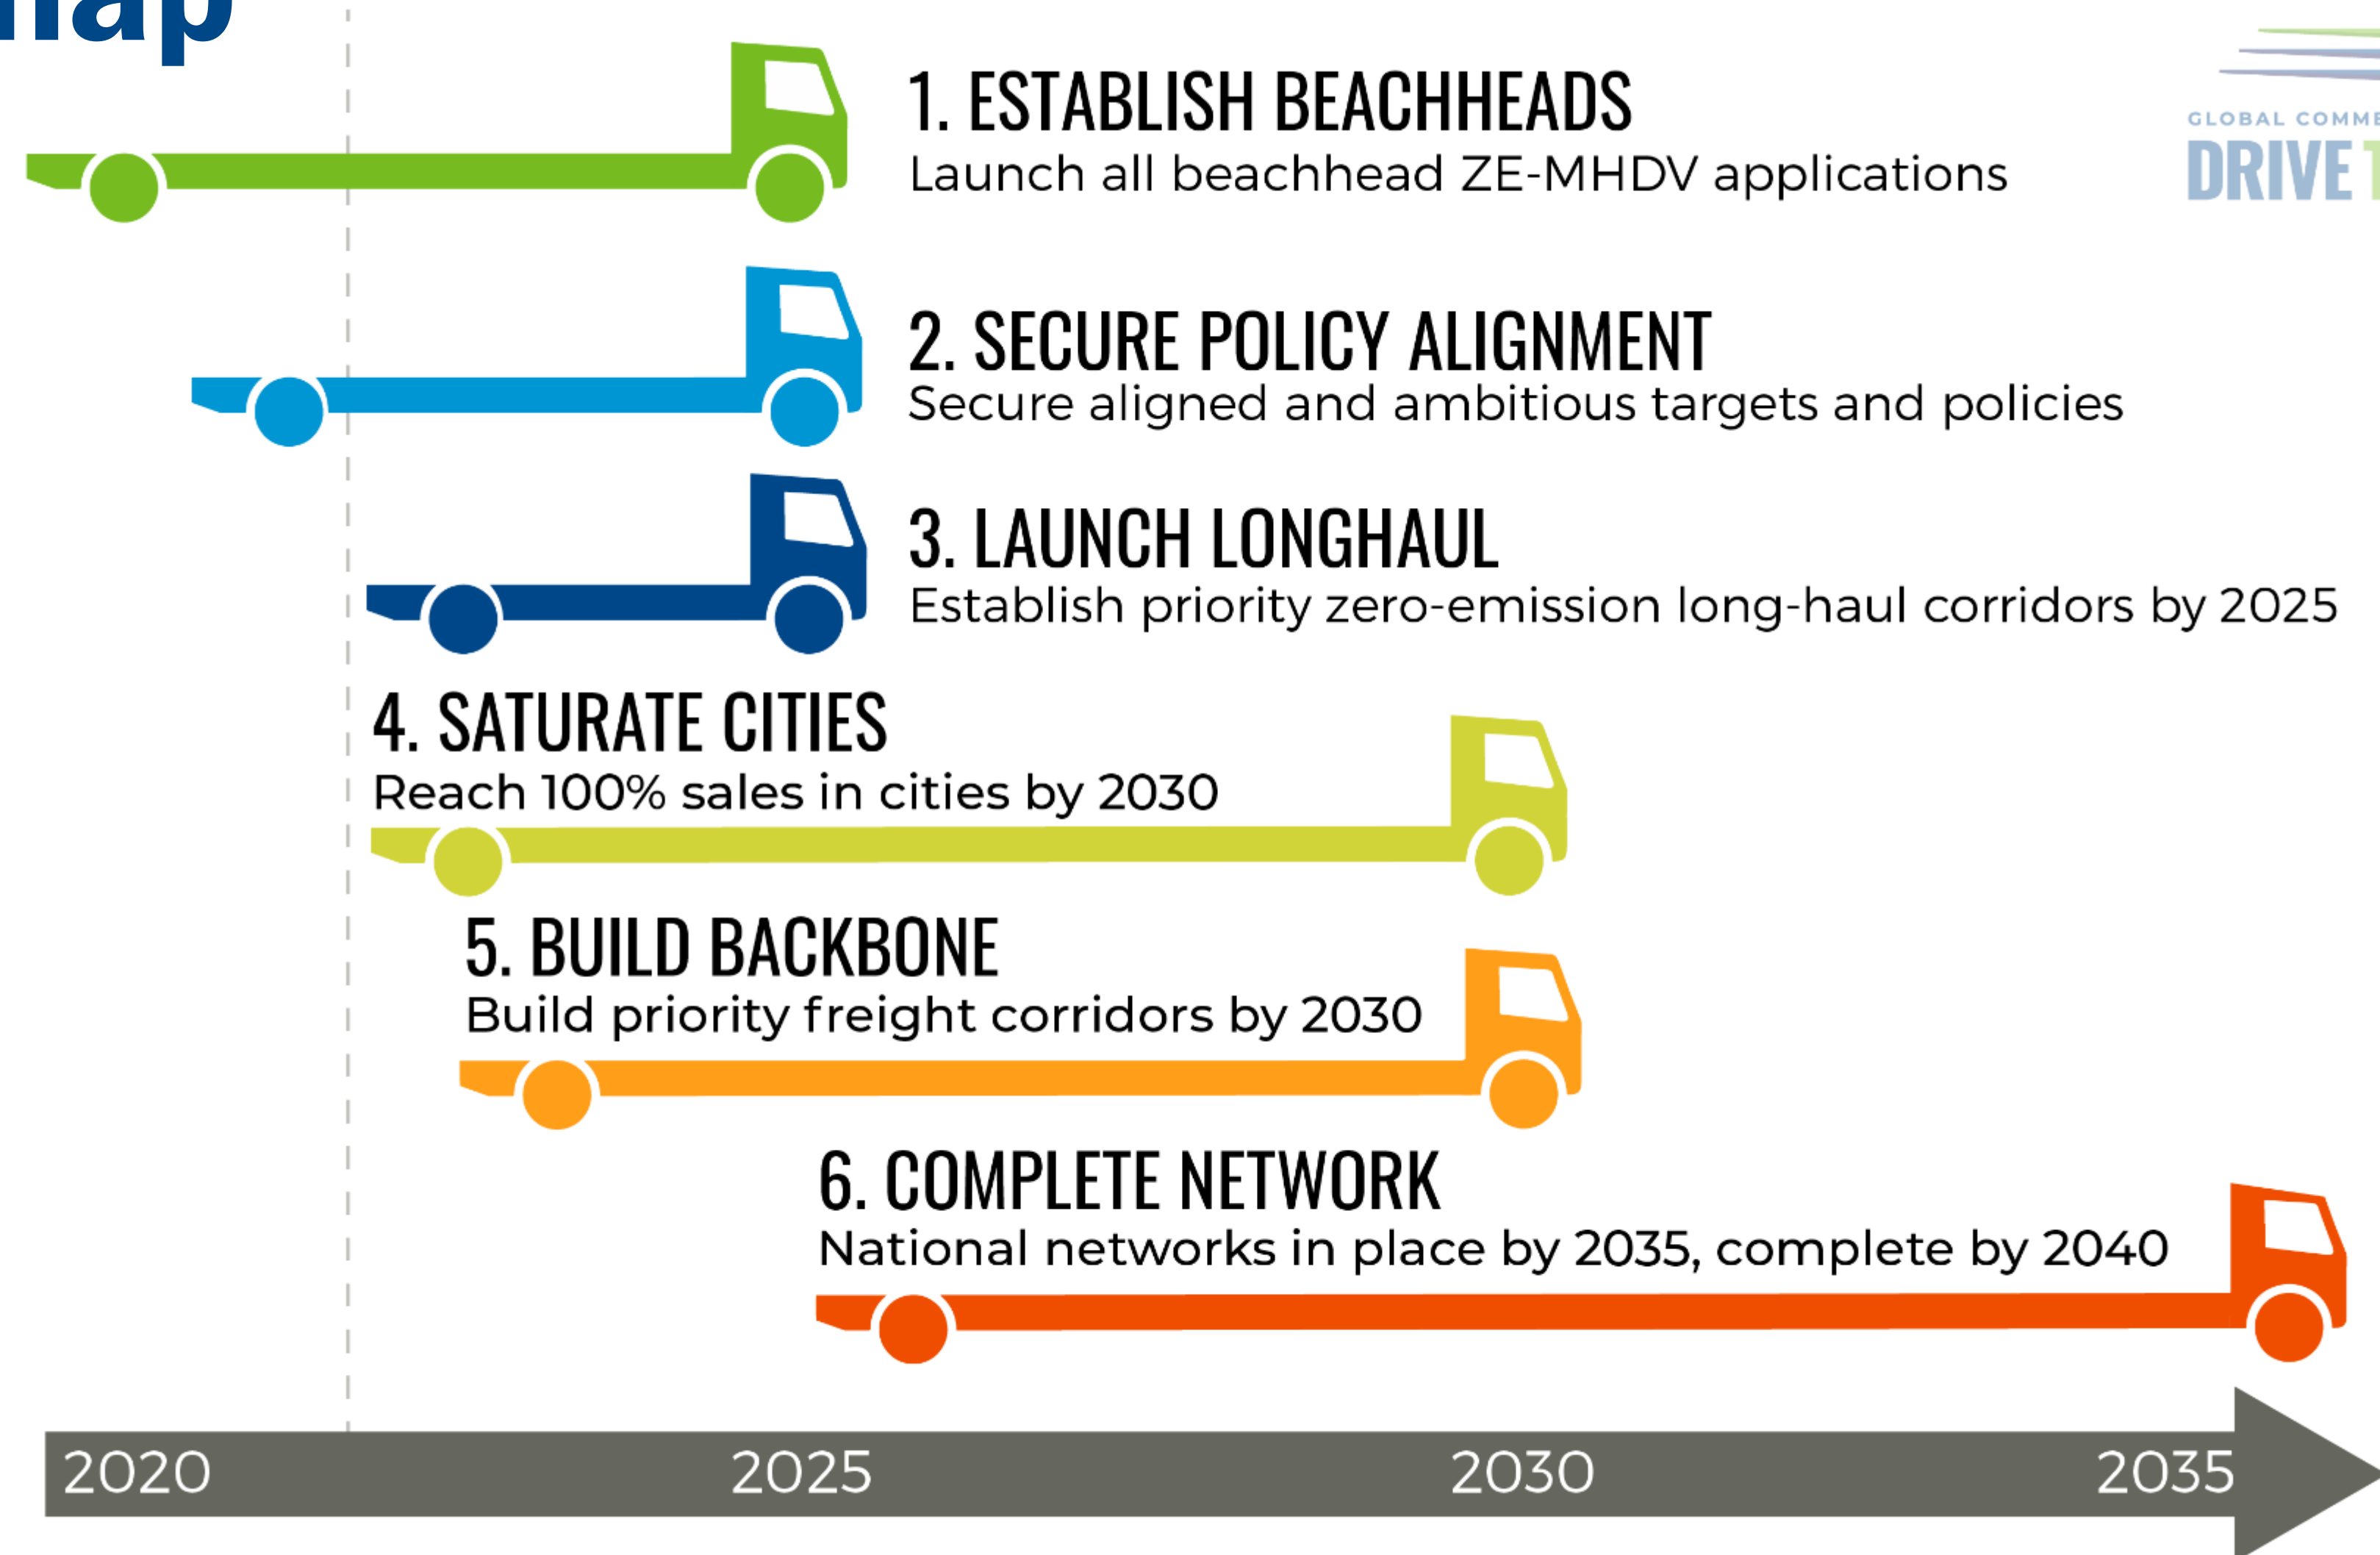 1. ESTABLISH BEACHHEADS
Launch all beachhead ZE-MHDV applications
GLOBAL
DRIVE
2. SECURE POLICY ALIGNMENT
Secure aligned and ambitious targets and policies
3. LAUNCH LONGHAUL
Establish priority zero-emission long-haul corridors by 2025
4. SATURATE CITIES
Reach 100% sales in cities by 2030
5. BUILD BACKBONE
Build priority freight corridors by 2030
6. COMPLETE NETWORK
National networks in place by 2035, complete by 2040
2020 2025 2030 2035